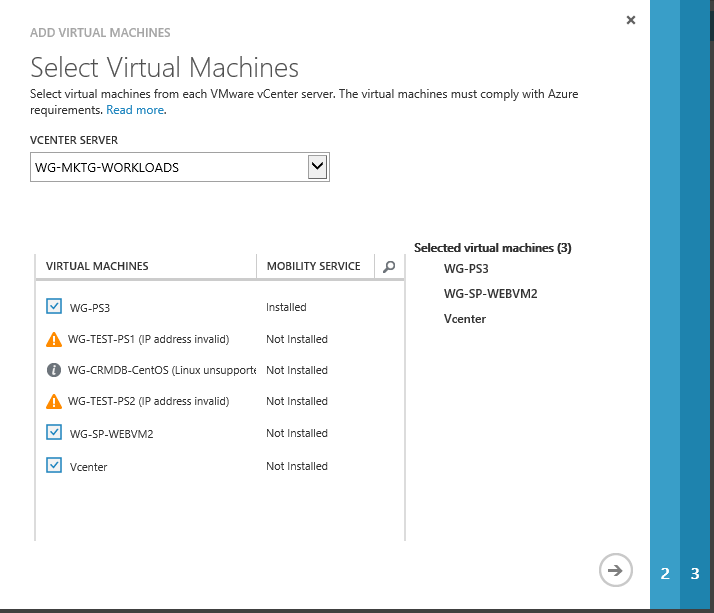 ADD VIRTUAL MACHINES
Select Virtual Machines
Select virtual machines from each VMware vCenter server. The virtual machines must comply with Azure
requirements. Read more.
VCENTER SERVER
WG-MKTG-WORKLOADS
Selected virtual machines (3)
WG-PS3
WG-SP-WEBVM2
Vcenter
VIRTUAL MACHINES MOBILITY SERVICE
WG-PS3 Installed
WG-TEST-PS1 (IP address invalid) Not Installed
WG-CRMDB-CentOS (Linux unsupporte Not Installed
WG-TEST-PS2 (IP address invalid) Not Installed
WG-SP-WEBVM2 Not Installed
Vcenter Not Installed
2 3